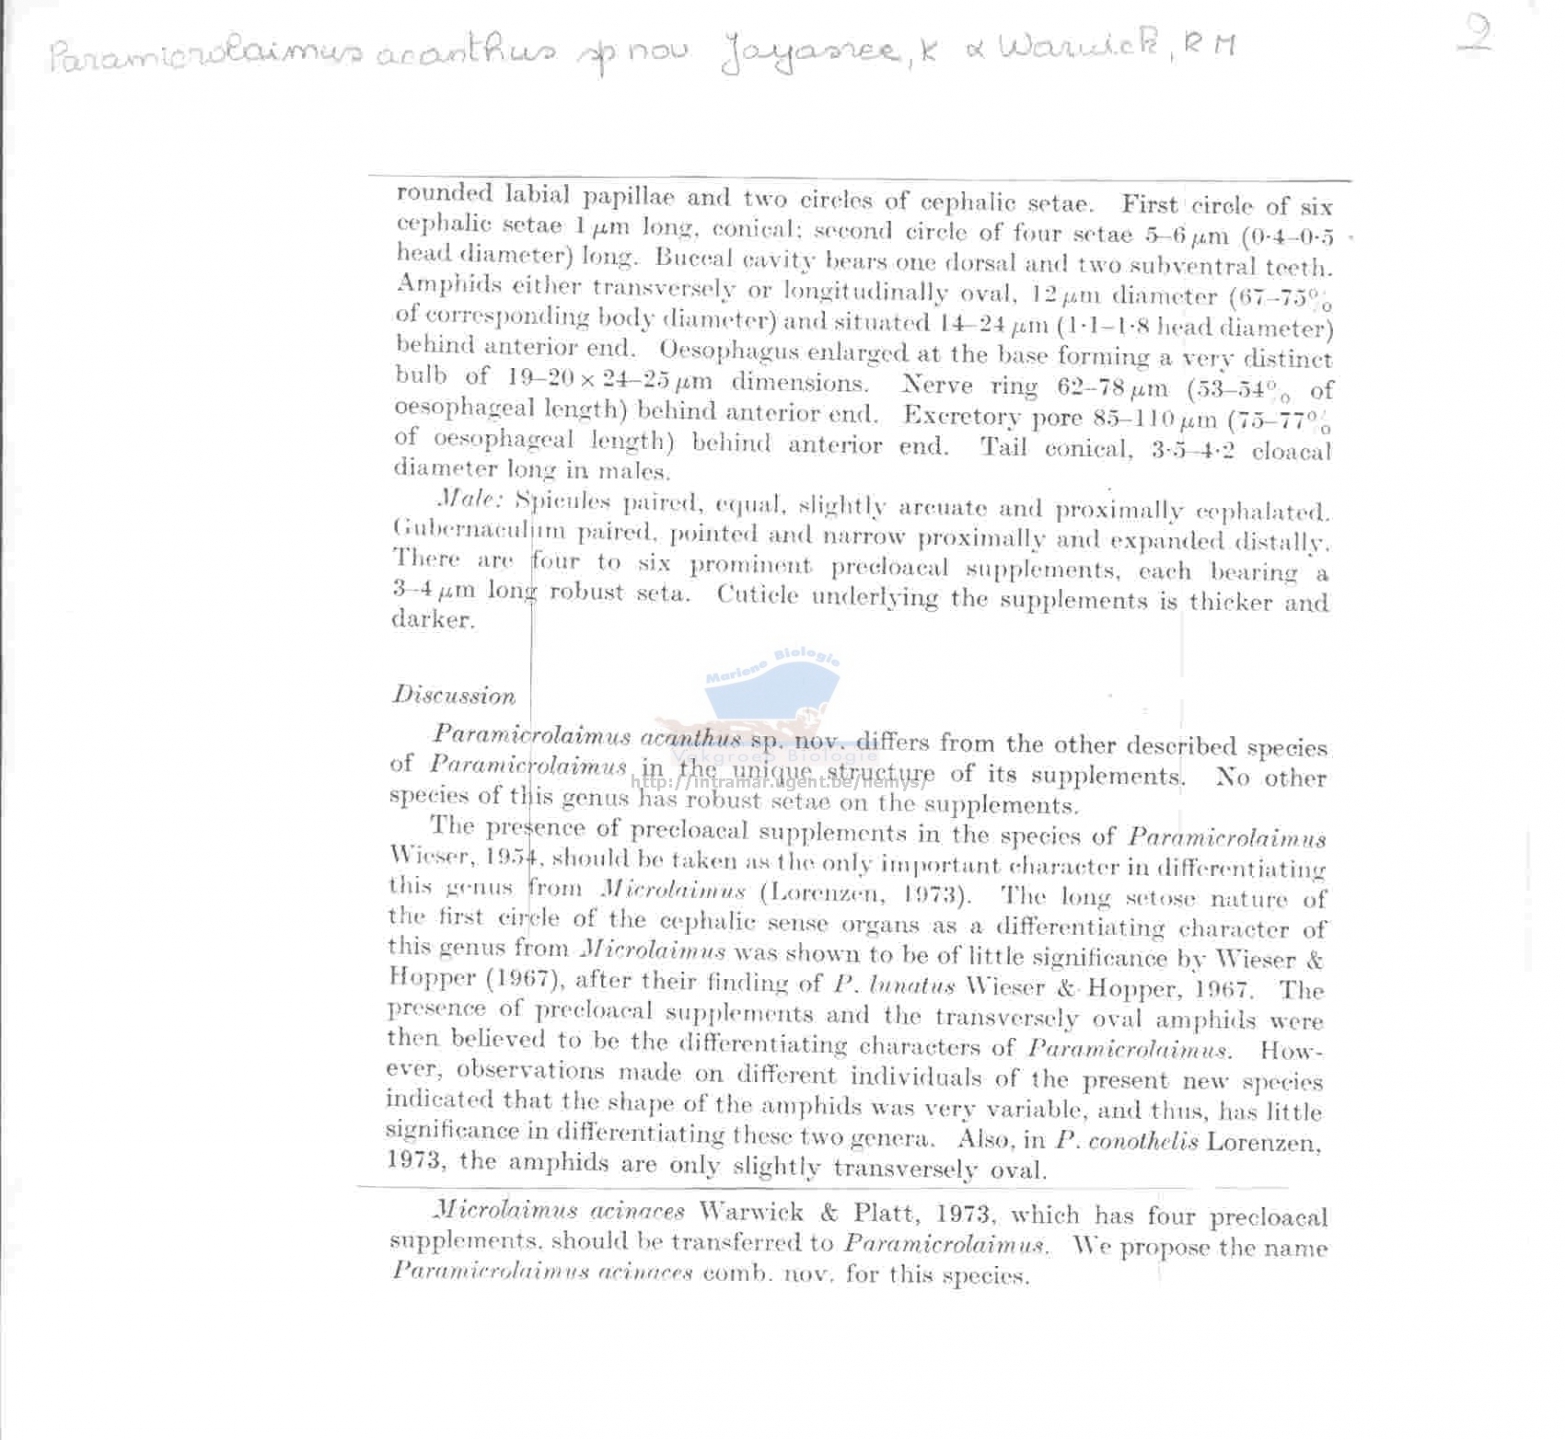 Paramicrolaimus acanthus sp nov Jayasree, K & Warwick, R M 2
rounded labial papillae and two circles of cephalic setae. First circle of six
cephalic setae 1 μm long, conical; second circle of four setae 5–6 μm (0·4–0·5
head diameter) long. Buccal cavity bears one dorsal and two subventral teeth.
Amphids either transversely or longitudinally oval, 12 μm diameter (67–75%
of corresponding body diameter) and situated 14–24 μm (1·1–1·8 head diameter)
behind anterior end. Oesophagus enlarged at the base forming a very distinct
bulb of 19–20 × 24–25 μm dimensions. Nerve ring 62–78 μm (53–54% of
oesophageal length) behind anterior end. Excretory pore 85–110 μm (75–77%
of oesophageal length) behind anterior end. Tail conical, 3·5–4·2 cloacal
diameter long in males.
Male: Spicules paired, equal, slightly arcuate and proximally cephalated.
Gubernaculum paired, pointed and narrow proximally and expanded distally.
There are four to six prominent precloacal supplements, each bearing a
3–4 μm long robust seta. Cuticle underlying the supplements is thicker and
darker.
Mariene Biologie
Discussion
Paramicrolaimus acanthus sp. nov. differs from the other described species
Vakgroep Biologie
of Paramicrolaimus in the unique structure of its supplements. No other
http://intramar.ugent.be/nemys/
species of this genus has robust setae on the supplements.
The presence of precloacal supplements in the species of Paramicrolaimus
Wieser, 1954, should be taken as the only important character in differentiating
this genus from Microlaimus (Lorenzen, 1973). The long setose nature of
the first circle of the cephalic sense organs as a differentiating character of
this genus from Microlaimus was shown to be of little significance by Wieser &
Hopper (1967), after their finding of P. lunatus Wieser & Hopper, 1967. The
presence of precloacal supplements and the transversely oval amphids were
then believed to be the differentiating characters of Paramicrolaimus. How-
ever, observations made on different individuals of the present new species
indicated that the shape of the amphids was very variable, and thus, has little
significance in differentiating these two genera. Also, in P. conothelis Lorenzen,
1973, the amphids are only slightly transversely oval.
Microlaimus acinaces Warwick & Platt, 1973, which has four precloacal
supplements, should be transferred to Paramicrolaimus. We propose the name
Paramicrolaimus acinaces comb. nov. for this species.